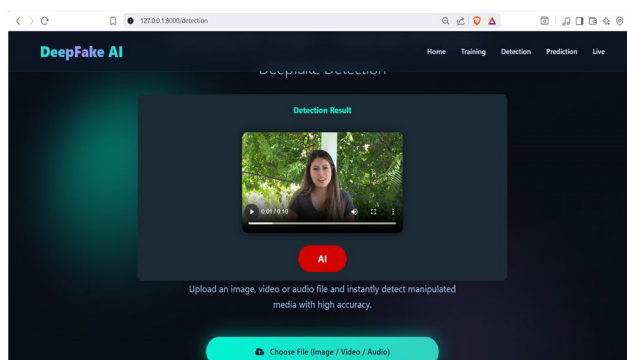 127.0.0.1:8000/detection
DeepFake AI
Home Training Detection Prediction Live
Deepfake Detection
Detection Result
0:01 / 0:10
AI
Upload an image, video or audio file and instantly detect manipulated
media with high accuracy.
Choose File (Image / Video / Audio)